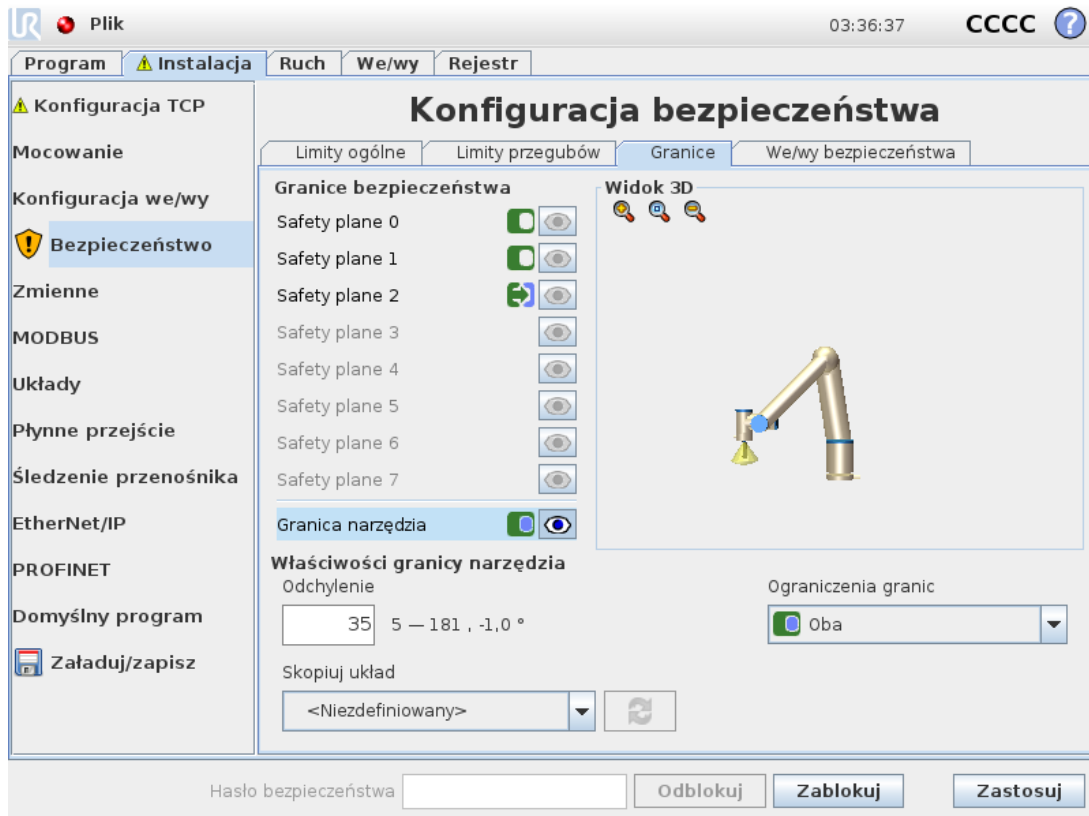 UR Plik 03:36:37 CCCC ?
Program Instalacja Ruch We/wy Rejestr
Konfiguracja TCP
Mocowanie
Konfiguracja we/wy
Bezpieczeństwo
Zmienne
MODBUS
Układy
Płynne przejście
Śledzenie przenośnika
EtherNet/IP
PROFINET
Domyślny program
Załaduj/zapisz
Konfiguracja bezpieczeństwa
Limity ogólne Limity przegubów Granice We/wy bezpieczeństwa
Granice bezpieczeństwa
Safety plane 0
Safety plane 1
Safety plane 2
Safety plane 3
Safety plane 4
Safety plane 5
Safety plane 6
Safety plane 7
Granica narzędzia
Widok 3D
Właściwości granicy narzędzia
Odchylenie
35 5 — 181 , -1,0 °
Ograniczenia granic
Oba
Skopiuj układ
<Niezdefiniowany>
Hasło bezpieczeństwa Odblokuj Zablokuj Zastosuj